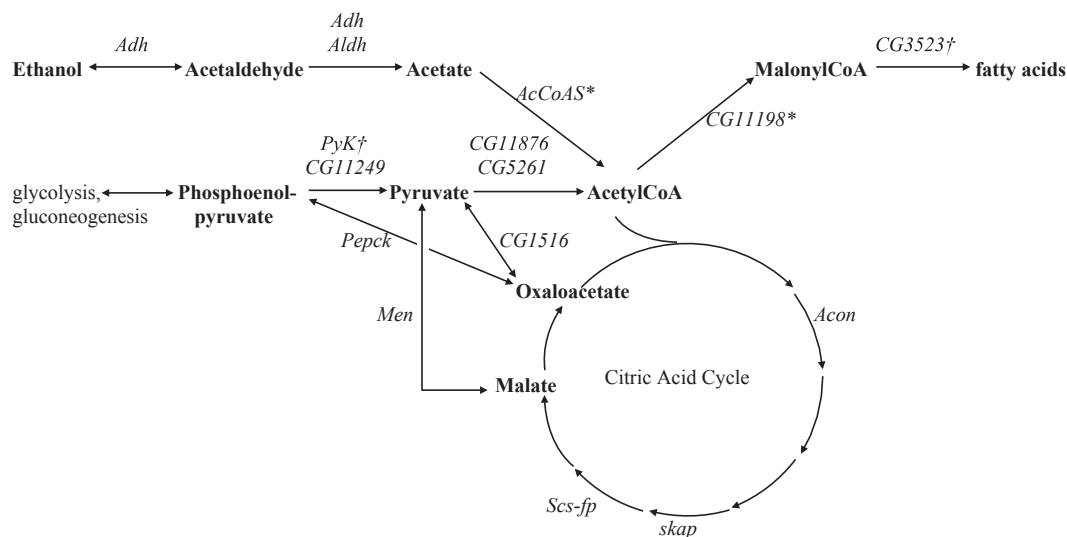 Adh
Adh
Aldh
CG3523†
Ethanol
Acetaldehyde
Acetate
MalonylCoA
fatty acids
AcCoAS*
CG11198*
PyK†
CG11249
CG11876
CG5261
glycolysis,
gluconeogenesis
Phosphoenol-
pyruvate
Pyruvate
AcetylCoA
Pepck
CG1516
Oxaloacetate
Men
Acon
Malate
Citric Acid Cycle
Scs-fp
skap